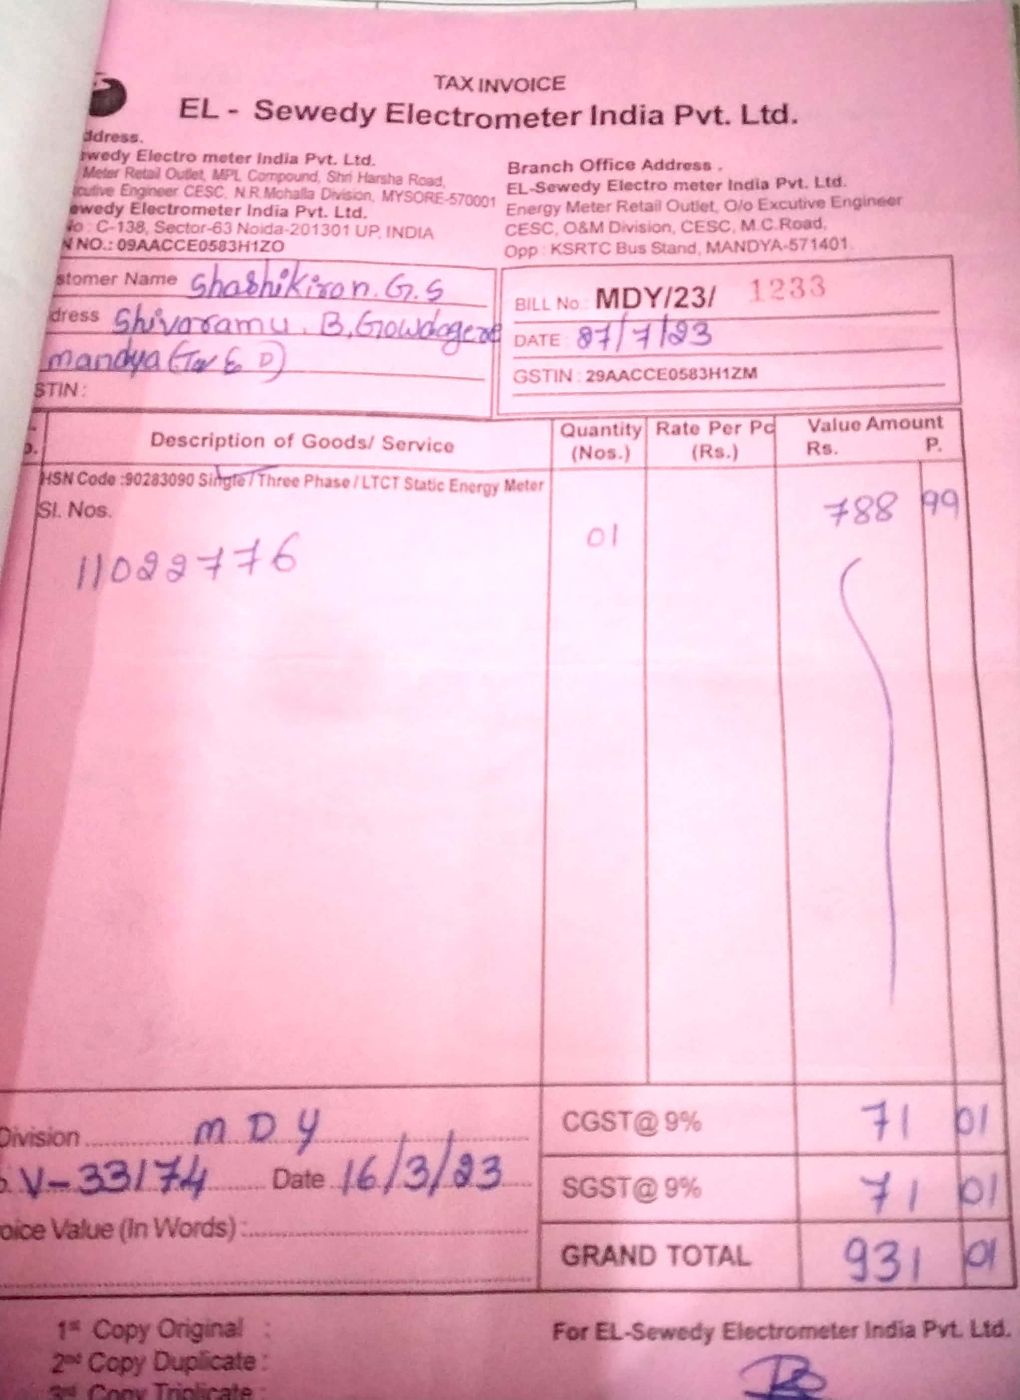 TAX INVOICE
EL - Sewedy Electrometer India Pvt. Ltd.
ddress.
wedy Electro meter India Pvt. Ltd.
Meter Retail Outlet, MPL Compound, Shri Harsha Road,
cutive Engineer CESC, N.R.Mohalla Division, MYSORE-570001
ewedy Electrometer India Pvt. Ltd.
No : C-138, Sector-63 Noida-201301 UP, INDIA
N NO.: 09AACCE0583H1ZO
Branch Office Address .
EL-Sewedy Electro meter India Pvt. Ltd.
Energy Meter Retail Outlet, O/o Excutive Engineer
CESC, O&M Division, CESC, M.C.Road,
Opp : KSRTC Bus Stand, MANDYA-571401.
stomer Name Shashikiran. G.S
dress Shivaramu. B, Gowdagere
mandya
STIN :
BILL No. MDY/23/ 1233
DATE 27/7/23
GSTIN : 29AACCE0583H1ZM
Description of Goods/ Service
Quantity (Nos.)
Rate Per Pc (Rs.)
Value Amount
Rs. P.
HSN Code :90283090 Single / Three Phase / LTCT Static Energy Meter
Sl. Nos.
11022776 01 788 99
Division MDY
V-33174 Date 16/3/23
oice Value (In Words) :
CGST@ 9% 71 01
SGST@ 9% 71 01
GRAND TOTAL 931 01
1st Copy Original :
2nd Copy Duplicate :
3rd Copy Triplicate :
For EL-Sewedy Electrometer India Pvt. Ltd.